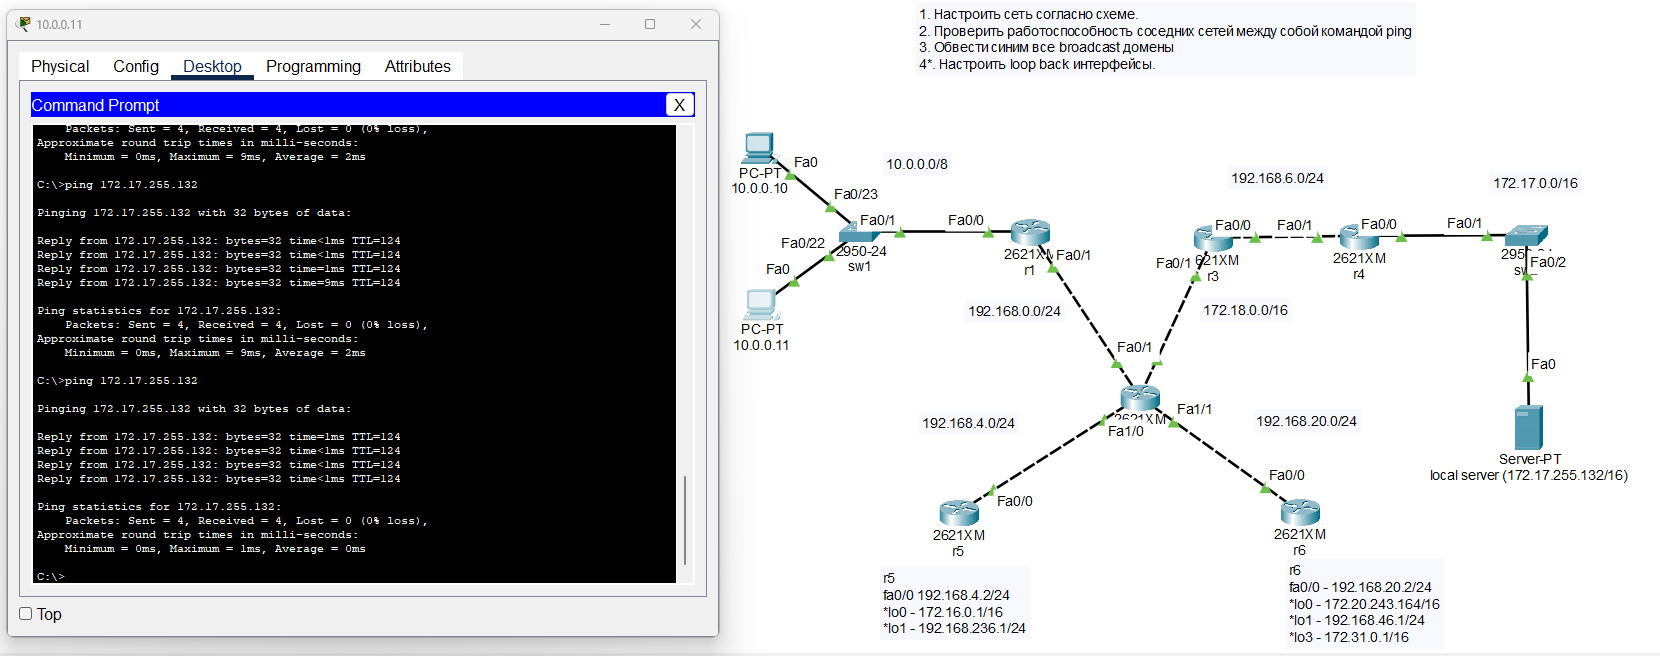 10.0.0.11
Physical Config Desktop Programming Attributes
Command Prompt X
Packets: Sent = 4, Received = 4, Lost = 0 (0% loss),
Approximate round trip times in milli-seconds:
Minimum = 0ms, Maximum = 9ms, Average = 2ms
C:\>ping 172.17.255.132
Pinging 172.17.255.132 with 32 bytes of data:
Reply from 172.17.255.132: bytes=32 time<1ms TTL=124
Reply from 172.17.255.132: bytes=32 time<1ms TTL=124
Reply from 172.17.255.132: bytes=32 time=1ms TTL=124
Reply from 172.17.255.132: bytes=32 time=9ms TTL=124
Ping statistics for 172.17.255.132:
Packets: Sent = 4, Received = 4, Lost = 0 (0% loss),
Approximate round trip times in milli-seconds:
Minimum = 0ms, Maximum = 9ms, Average = 2ms
C:\>ping 172.17.255.132
Pinging 172.17.255.132 with 32 bytes of data:
Reply from 172.17.255.132: bytes=32 time=1ms TTL=124
Reply from 172.17.255.132: bytes=32 time<1ms TTL=124
Reply from 172.17.255.132: bytes=32 time<1ms TTL=124
Reply from 172.17.255.132: bytes=32 time<1ms TTL=124
Ping statistics for 172.17.255.132:
Packets: Sent = 4, Received = 4, Lost = 0 (0% loss),
Approximate round trip times in milli-seconds:
Minimum = 0ms, Maximum = 1ms, Average = 0ms
C:\>
Top
1. Настроить сеть согласно схеме.
2. Проверить работоспособность соседних сетей между собой командой ping
3. Обвести синим все broadcast домены
4*. Настроить loop back интерфейсы.
Fa0
PC-PT
10.0.0.10
10.0.0.0/8
Fa0/23
Fa0/1
Fa0/22
2950-24
sw1
Fa0
PC-PT
10.0.0.11
Fa0/0
2621XM
r1
Fa0/1
192.168.0.0/24
192.168.6.0/24
172.17.0.0/16
Fa0/0
Fa0/1
621XM
r3
Fa0/1
Fa0/0
2621XM
r4
Fa0/1
Fa0/2
172.18.0.0/16
Fa0/1
2621XM
Fa1/1
Fa1/0
192.168.4.0/24
192.168.20.0/24
Fa0
Server-PT
local server (172.17.255.132/16)
Fa0/0
2621XM
r5
Fa0/0
2621XM
r6
r5
fa0/0 192.168.4.2/24
*lo0 - 172.16.0.1/16
*lo1 - 192.168.236.1/24
r6
fa0/0 - 192.168.20.2/24
*lo0 - 172.20.243.164/16
*lo1 - 192.168.46.1/24
*lo3 - 172.31.0.1/16